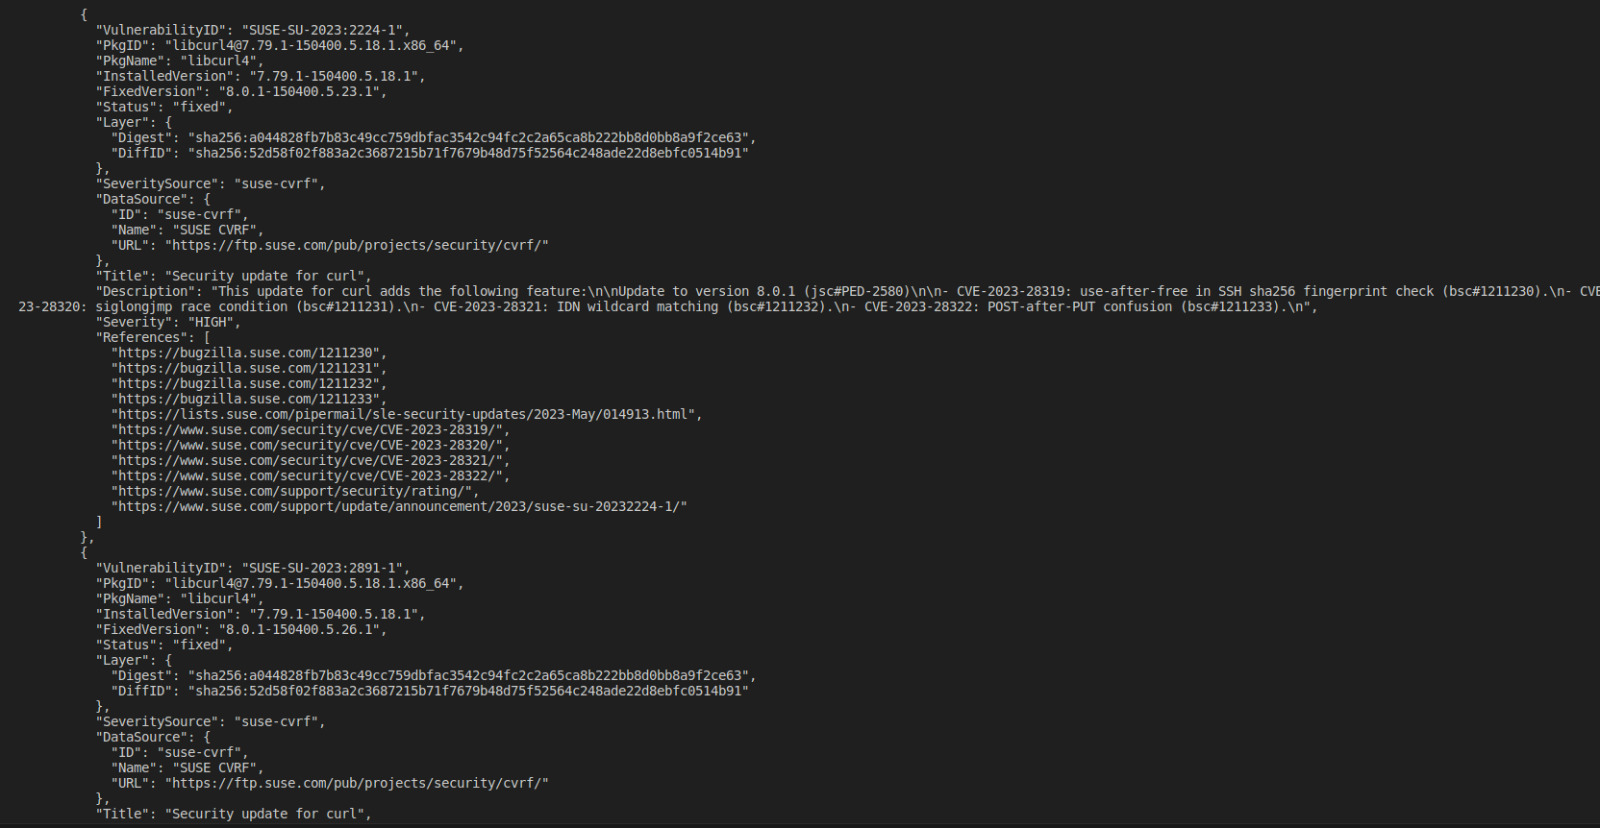 {
"VulnerabilityID": "SUSE-SU-2023:2224-1",
"PkgID": "libcurl4@7.79.1-150400.5.18.1.x86_64",
"PkgName": "libcurl4",
"InstalledVersion": "7.79.1-150400.5.18.1",
"FixedVersion": "8.0.1-150400.5.23.1",
"Status": "fixed",
"Layer": {
"Digest": "sha256:a044828fb7b83c49cc759dbfac3542c94fc2c2a65ca8b222bb8d0bb8a9f2ce63",
"DiffID": "sha256:52d58f02f883a2c3687215b71f7679b48d75f52564c248ade22d8ebfc0514b91"
},
"SeveritySource": "suse-cvrf",
"DataSource": {
"ID": "suse-cvrf",
"Name": "SUSE CVRF",
"URL": "https://ftp.suse.com/pub/projects/security/cvrf/"
},
"Title": "Security update for curl",
"Description": "This update for curl adds the following feature:\n\nUpdate to version 8.0.1 (jsc#PED-2580)\n\n- CVE-2023-28319: use-after-free in SSH sha256 fingerprint check (bsc#1211230).\n- CVE
23-28320: siglongjmp race condition (bsc#1211231).\n- CVE-2023-28321: IDN wildcard matching (bsc#1211232).\n- CVE-2023-28322: POST-after-PUT confusion (bsc#1211233).\n",
"Severity": "HIGH",
"References": [
"https://bugzilla.suse.com/1211230",
"https://bugzilla.suse.com/1211231",
"https://bugzilla.suse.com/1211232",
"https://bugzilla.suse.com/1211233",
"https://lists.suse.com/pipermail/sle-security-updates/2023-May/014913.html",
"https://www.suse.com/security/cve/CVE-2023-28319/",
"https://www.suse.com/security/cve/CVE-2023-28320/",
"https://www.suse.com/security/cve/CVE-2023-28321/",
"https://www.suse.com/security/cve/CVE-2023-28322/",
"https://www.suse.com/support/security/rating/",
"https://www.suse.com/support/update/announcement/2023/suse-su-20232224-1/"
]
},
{
"VulnerabilityID": "SUSE-SU-2023:2891-1",
"PkgID": "libcurl4@7.79.1-150400.5.18.1.x86_64",
"PkgName": "libcurl4",
"InstalledVersion": "7.79.1-150400.5.18.1",
"FixedVersion": "8.0.1-150400.5.26.1",
"Status": "fixed",
"Layer": {
"Digest": "sha256:a044828fb7b83c49cc759dbfac3542c94fc2c2a65ca8b222bb8d0bb8a9f2ce63",
"DiffID": "sha256:52d58f02f883a2c3687215b71f7679b48d75f52564c248ade22d8ebfc0514b91"
},
"SeveritySource": "suse-cvrf",
"DataSource": {
"ID": "suse-cvrf",
"Name": "SUSE CVRF",
"URL": "https://ftp.suse.com/pub/projects/security/cvrf/"
},
"Title": "Security update for curl",